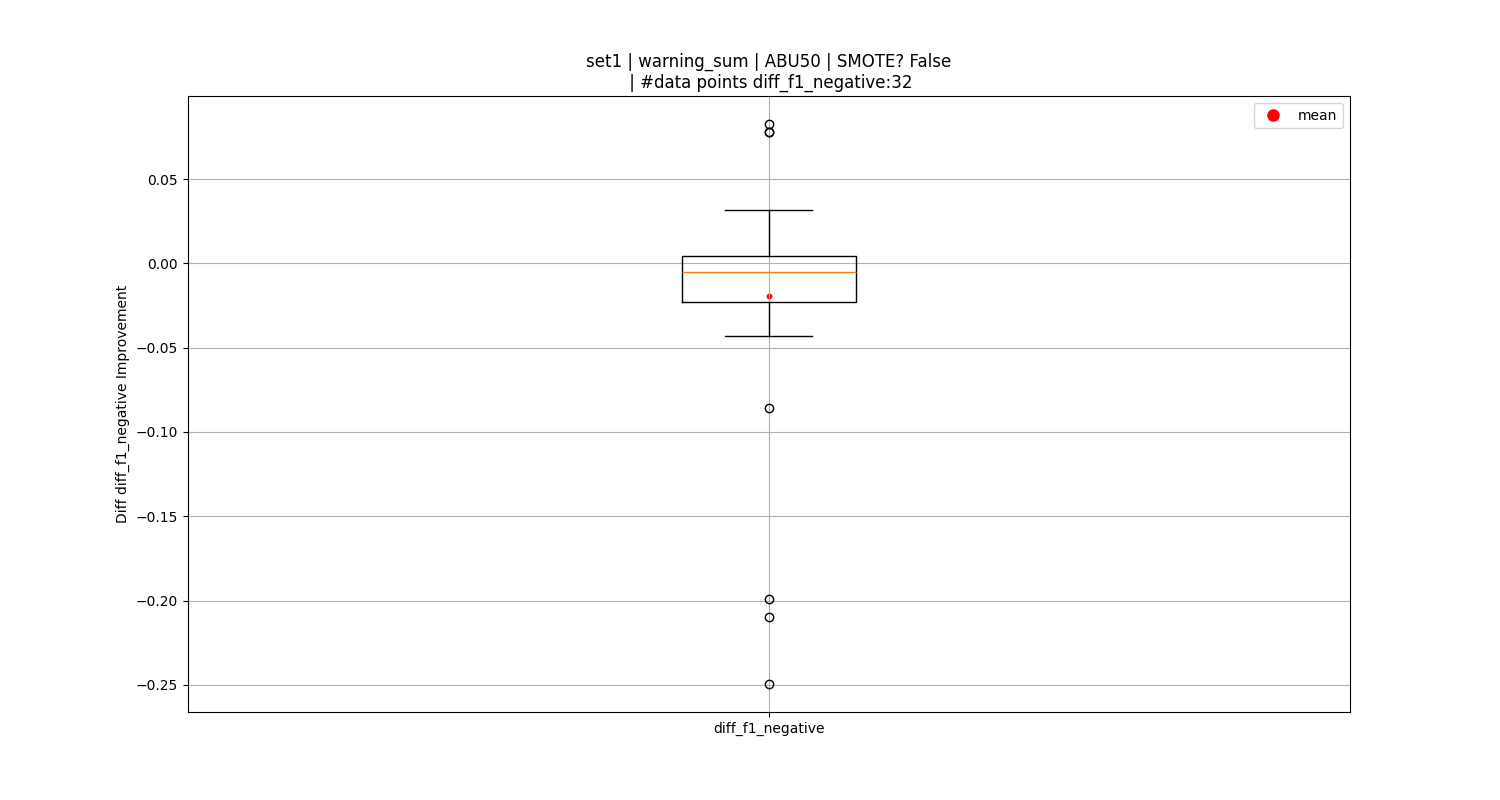 set1 | warning_sum | ABU50 | SMOTE? False
| #data points diff_f1_negative:32
mean
0.05
0.00
−0.05
−0.10
−0.15
−0.20
−0.25
Diff diff_f1_negative Improvement
diff_f1_negative